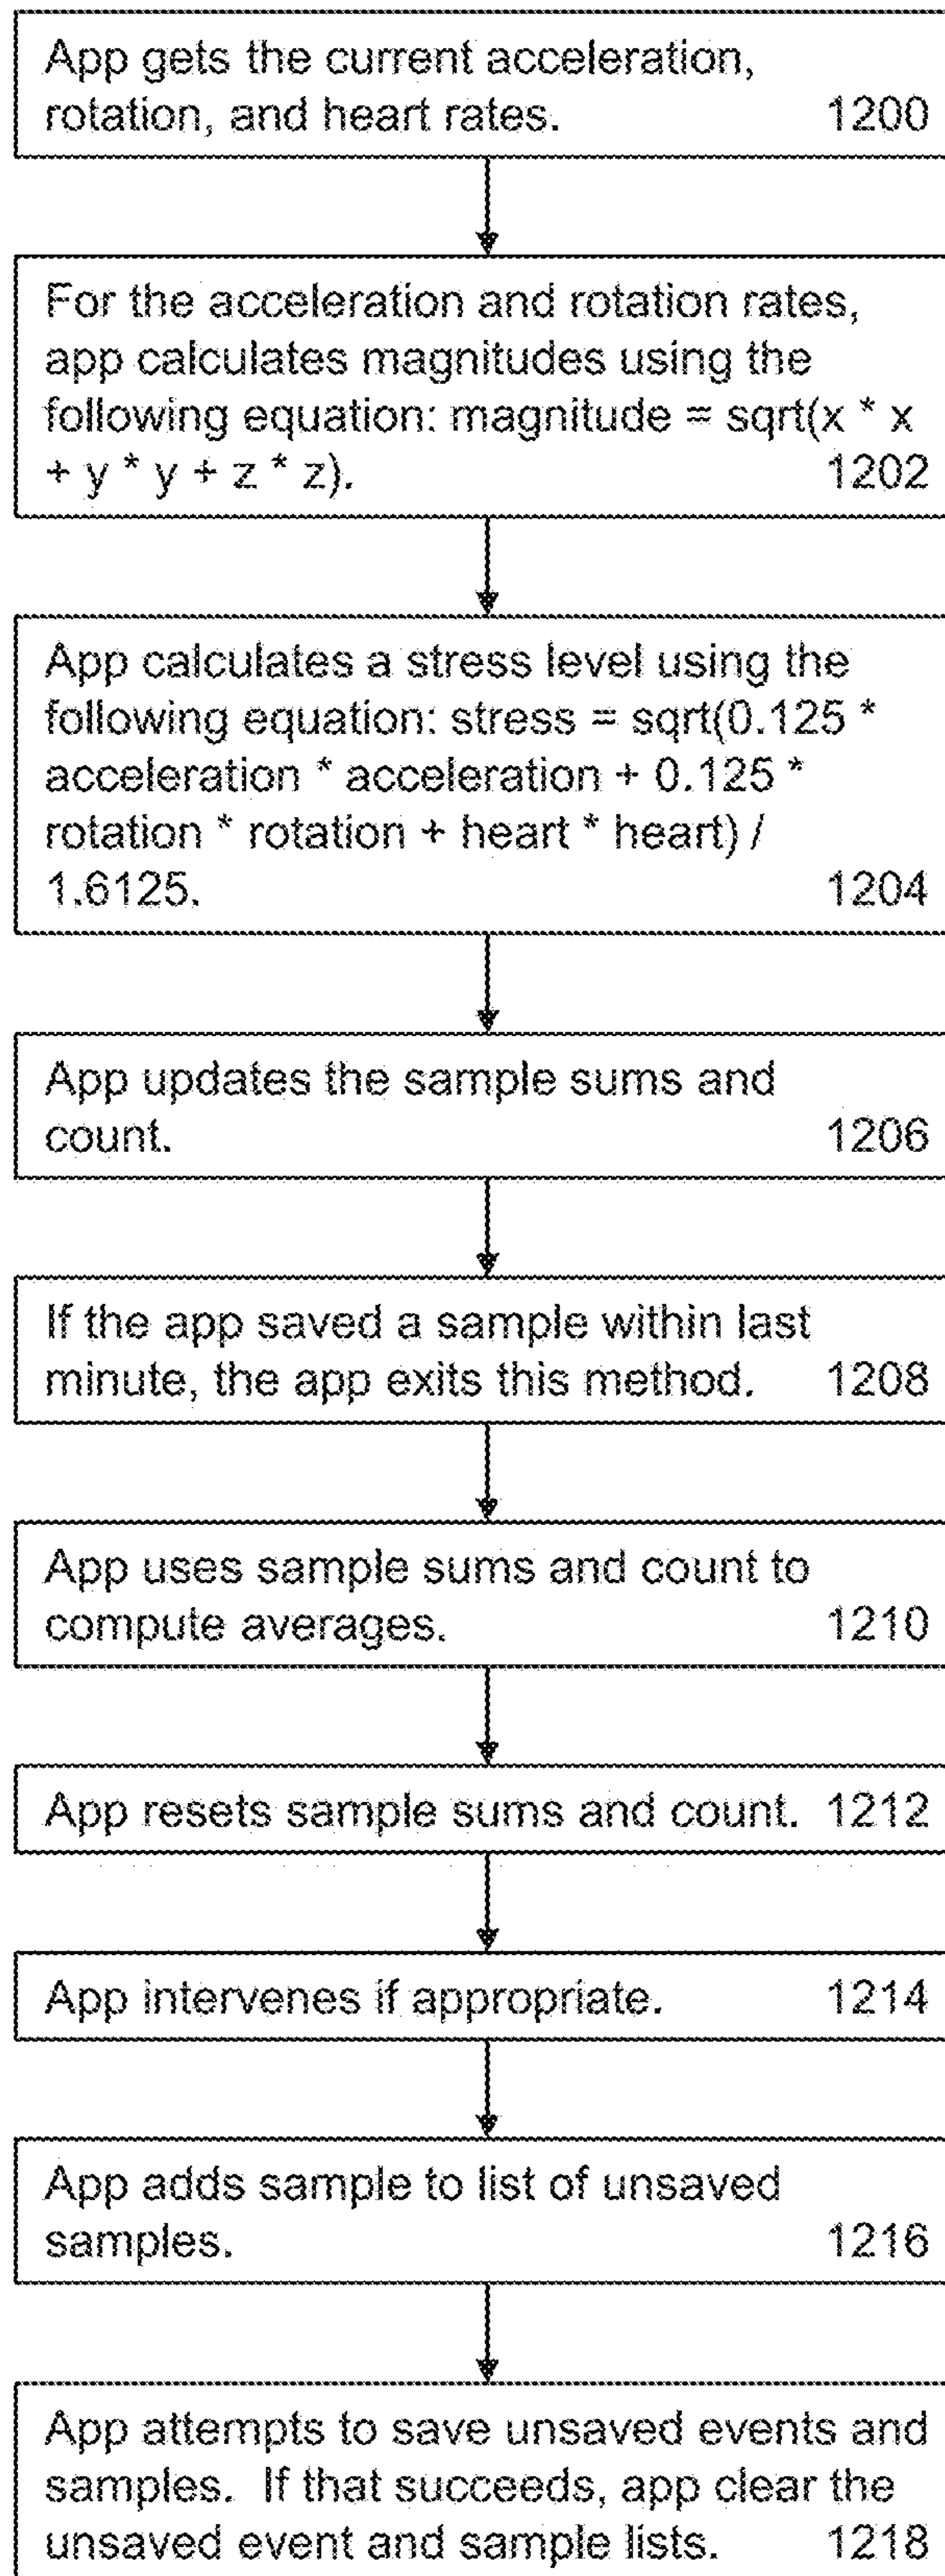 App gets the current acceleration,
rotation, and heart rates. 1200
For the acceleration and rotation rates,
app calculates magnitudes using the
following equation: magnitude = sqrt(x * x
+ y * y + z * z). 1202
App calculates a stress level using the
following equation: stress = sqrt(0.125 *
acceleration * acceleration + 0.125 *
rotation * rotation + heart * heart) /
1.6125. 1204
App updates the sample sums and
count. 1206
If the app saved a sample within last
minute, the app exits this method. 1208
App uses sample sums and count to
compute averages. 1210
App resets sample sums and count. 1212
App intervenes if appropriate. 1214
App adds sample to list of unsaved
samples. 1216
App attempts to save unsaved events and
samples. If that succeeds, app clear the
unsaved event and sample lists. 1218